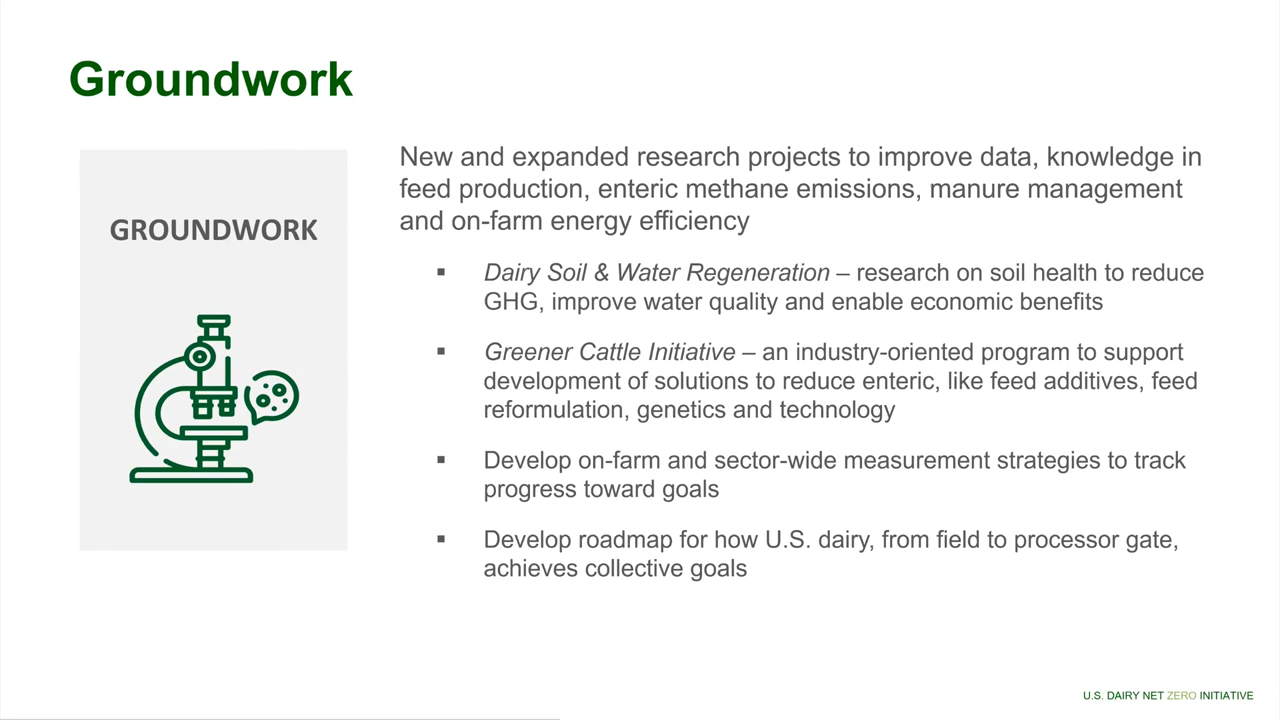 Groundwork
GROUNDWORK
New and expanded research projects to improve data, knowledge in
feed production, enteric methane emissions, manure management
and on-farm energy efficiency
▪ Dairy Soil & Water Regeneration – research on soil health to reduce
GHG, improve water quality and enable economic benefits
▪ Greener Cattle Initiative – an industry-oriented program to support
development of solutions to reduce enteric, like feed additives, feed
reformulation, genetics and technology
▪ Develop on-farm and sector-wide measurement strategies to track
progress toward goals
▪ Develop roadmap for how U.S. dairy, from field to processor gate,
achieves collective goals
U.S. DAIRY NET ZERO INITIATIVE